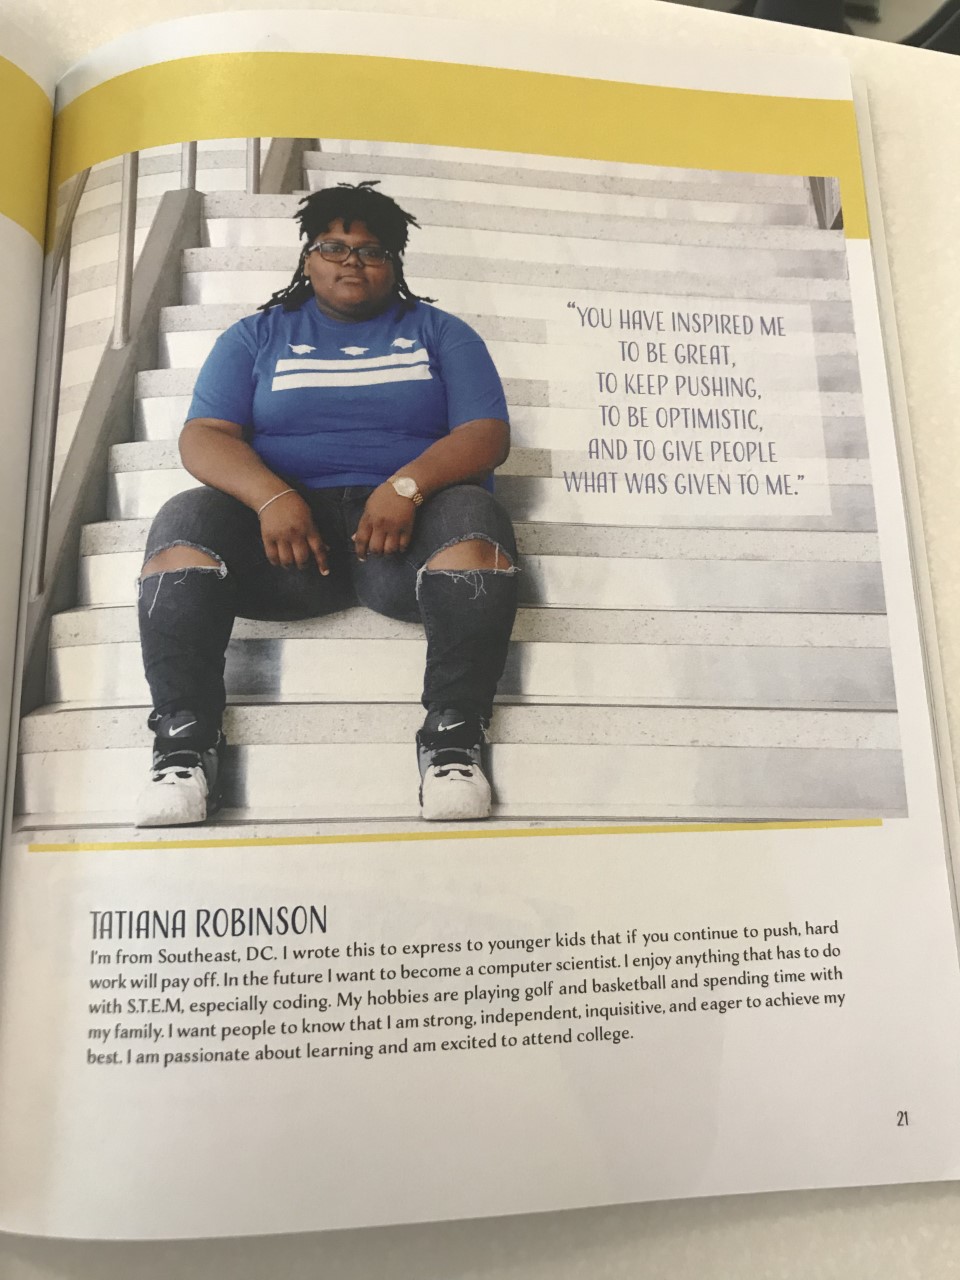 “YOU HAVE INSPIRED ME
TO BE GREAT,
TO KEEP PUSHING,
TO BE OPTIMISTIC,
AND TO GIVE PEOPLE
WHAT WAS GIVEN TO ME.”
TATIANA ROBINSON
I'm from Southeast, DC. I wrote this to express to younger kids that if you continue to push, hard
work will pay off. In the future I want to become a computer scientist. I enjoy anything that has to do
with S.T.E.M, especially coding. My hobbies are playing golf and basketball and spending time with
my family. I want people to know that I am strong, independent, inquisitive, and eager to achieve my
best. I am passionate about learning and am excited to attend college.
21